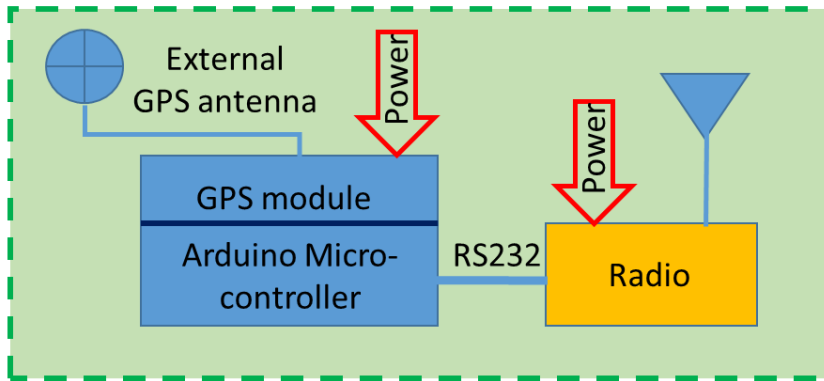 External
GPS antenna
Power
Power
GPS module
Arduino Micro-
controller
RS232
Radio